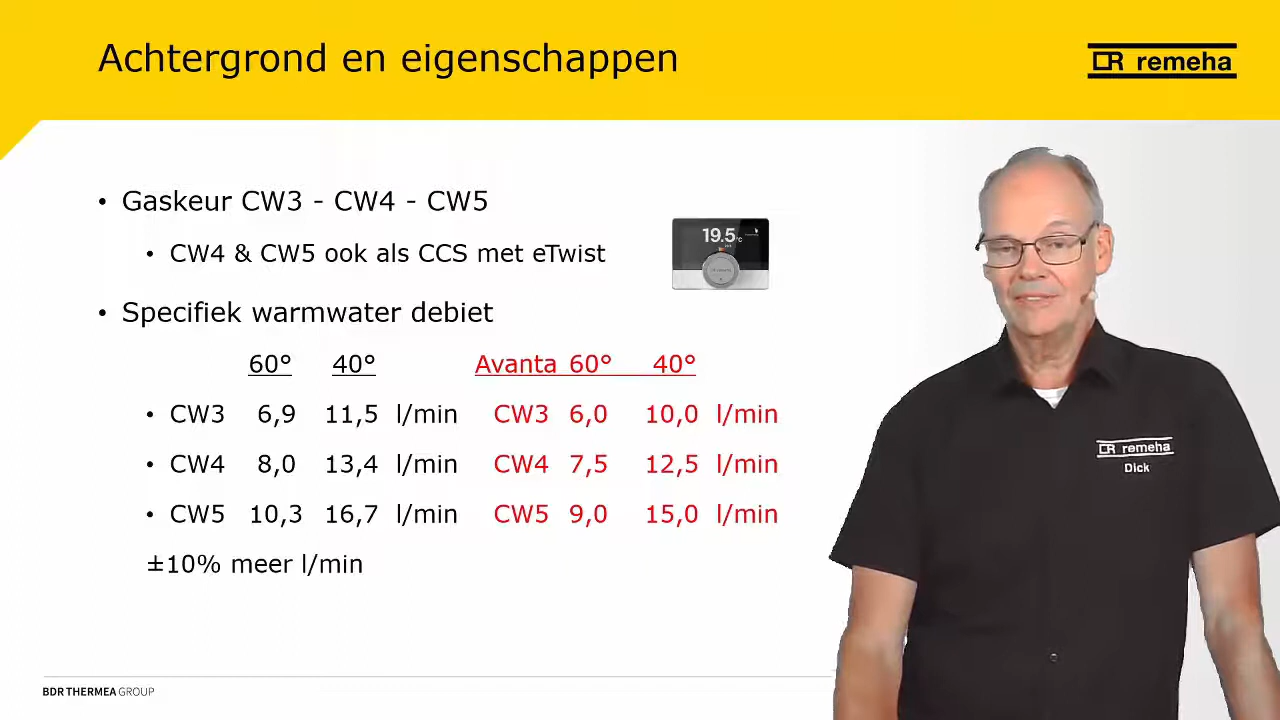 Achtergrond en eigenschappen
remeha
• Gaskeur CW3 - CW4 - CW5
• CW4 & CW5 ook als CCS met eTwist
19.5°C
• Specifiek warmwater debiet
60° 40° Avanta 60° 40°
• CW3 6,9 11,5 l/min CW3 6,0 10,0 l/min
• CW4 8,0 13,4 l/min CW4 7,5 12,5 l/min
• CW5 10,3 16,7 l/min CW5 9,0 15,0 l/min
±10% meer l/min
remeha
Dick
BDR THERMEA GROUP